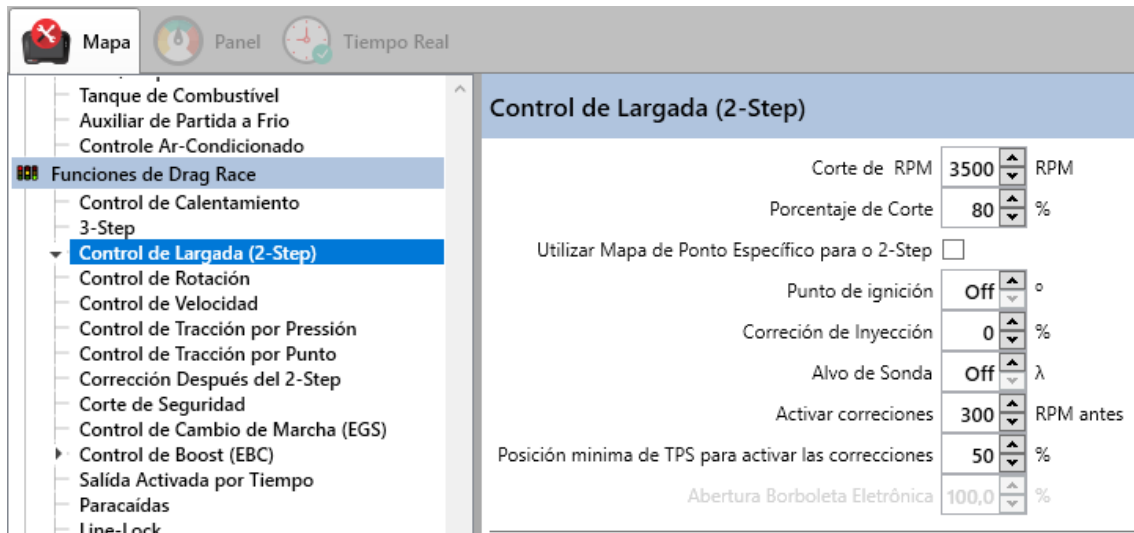 Mapa
Panel
Tiempo Real
Tanque de Combustível
Auxiliar de Partida a Frio
Controle Ar-Condicionado
Funciones de Drag Race
Control de Calentamiento
3-Step
Control de Largada (2-Step)
Control de Rotación
Control de Velocidad
Control de Tracción por Pressión
Control de Tracción por Punto
Corrección Después del 2-Step
Corte de Seguridad
Control de Cambio de Marcha (EGS)
Control de Boost (EBC)
Salída Activada por Tiempo
Paracaídas
Line-Lock
Control de Largada (2-Step)
Corte de RPM 3500 RPM
Porcentaje de Corte 80 %
Utilizar Mapa de Ponto Específico para o 2-Step
Punto de ignición Off º
Correción de Inyección 0 %
Alvo de Sonda Off λ
Activar correciones 300 RPM antes
Posición minima de TPS para activar las correcciones 50 %
Abertura Borboleta Eletrônica 100,0 %